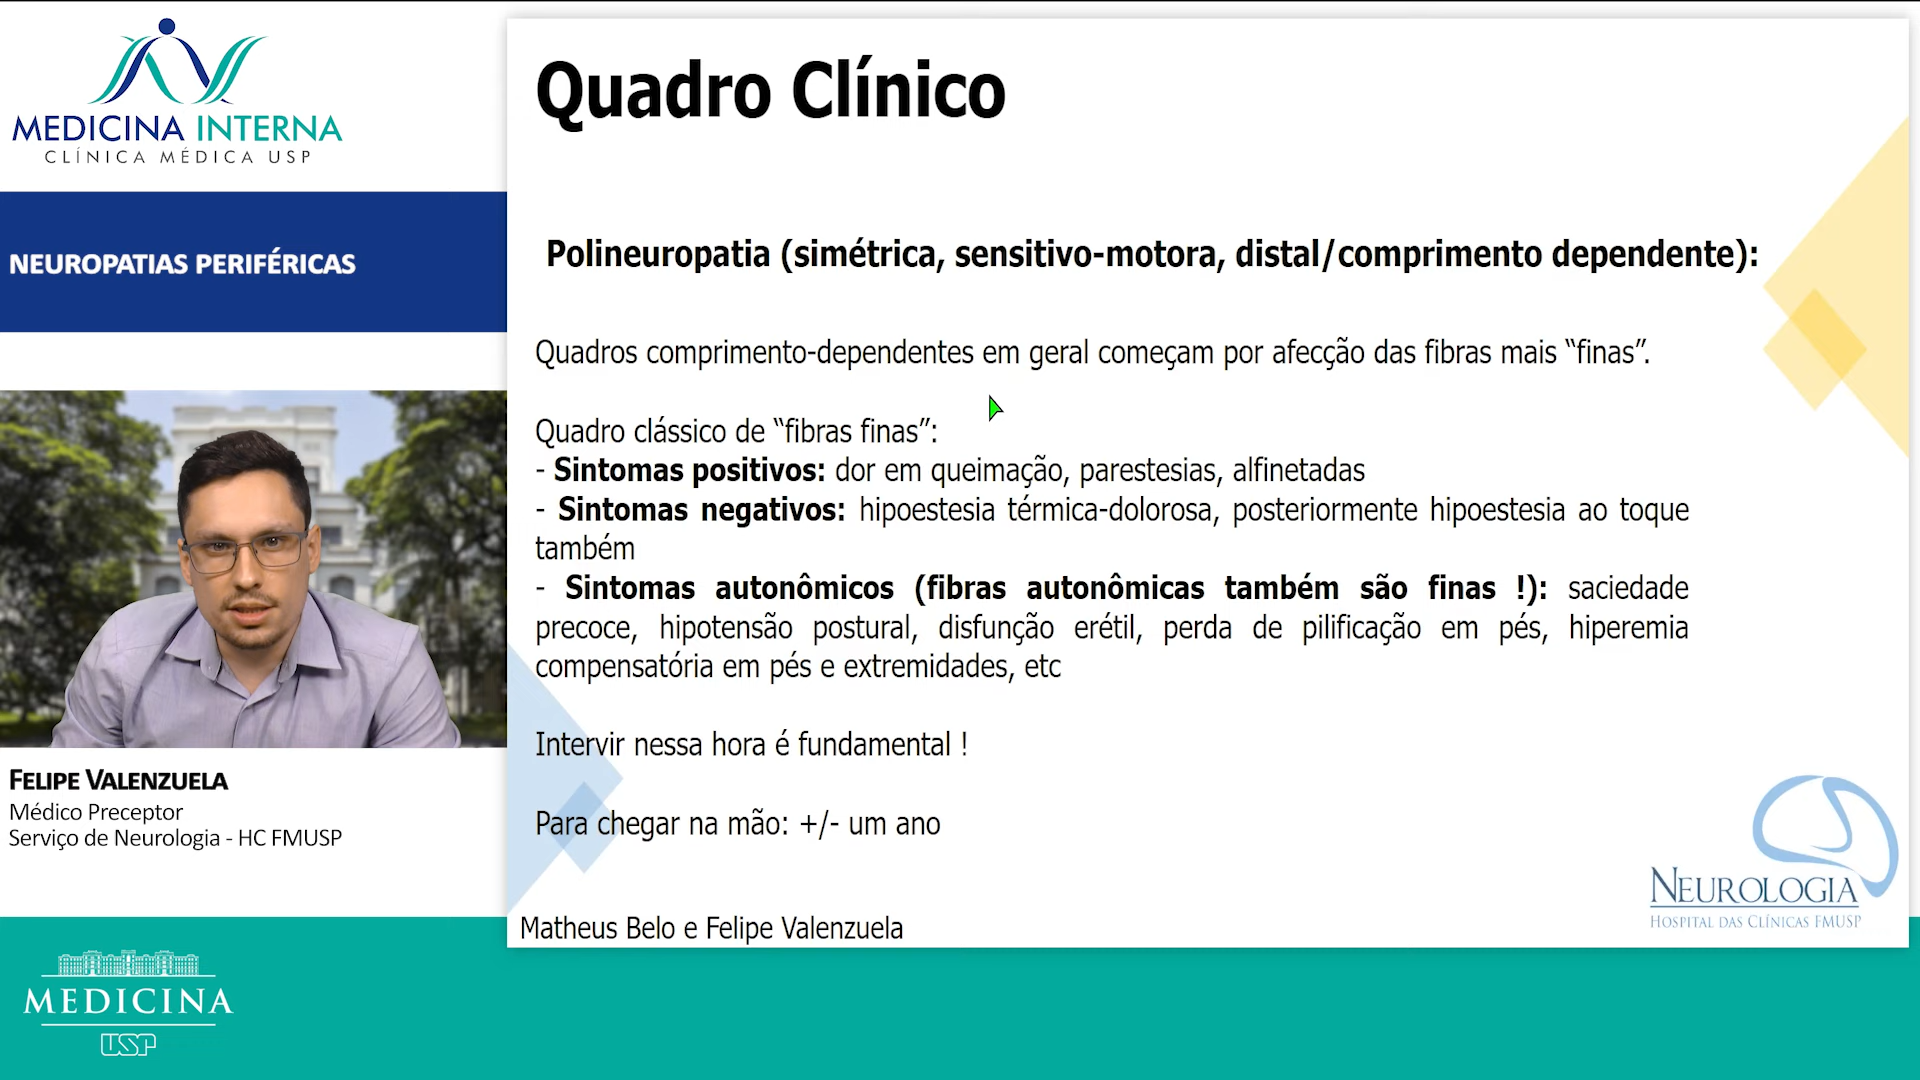 MEDICINA INTERNA
CLÍNICA MÉDICA USP
NEUROPATIAS PERIFÉRICAS
FELIPE VALENZUELA
Médico Preceptor
Serviço de Neurologia - HC FMUSP
MEDICINA
USP
Quadro Clínico
Polineuropatia (simétrica, sensitivo-motora, distal/comprimento dependente):
Quadros comprimento-dependentes em geral começam por afecção das fibras mais “finas”.
Quadro clássico de “fibras finas”:
- Sintomas positivos: dor em queimação, parestesias, alfinetadas
- Sintomas negativos: hipoestesia térmica-dolorosa, posteriormente hipoestesia ao toque
também
- Sintomas autonômicos (fibras autonômicas também são finas !): saciedade
precoce, hipotensão postural, disfunção erétil, perda de pilificação em pés, hiperemia
compensatória em pés e extremidades, etc
Intervir nessa hora é fundamental !
Para chegar na mão: +/- um ano
Matheus Belo e Felipe Valenzuela
NEUROLOGIA
HOSPITAL DAS CLÍNICAS FMUSP